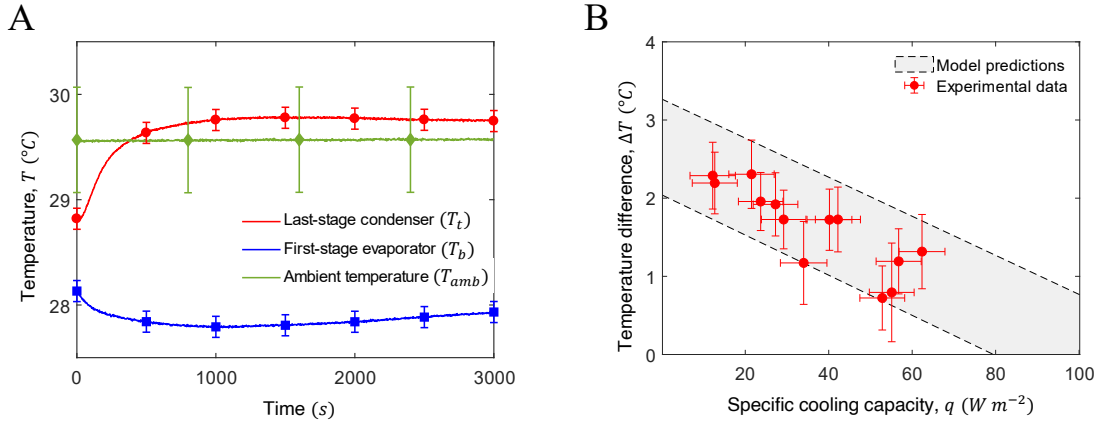 A
B
Temperature, T (°C)
30
29
28
0
1000
2000
3000
Time (s)
Last-stage condenser (T_t)
First-stage evaporator (T_b)
Ambient temperature (T_amb)
Temperature difference, ΔT (°C)
4
3
2
1
0
20
40
60
80
100
Specific cooling capacity, q (W m⁻²)
Model predictions
Experimental data